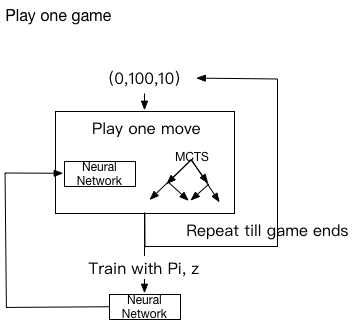 Play one game
(0,100,10)
Play one move
MCTS
Neural
Network
Repeat till game ends
Train with Pi, z
Neural
Network